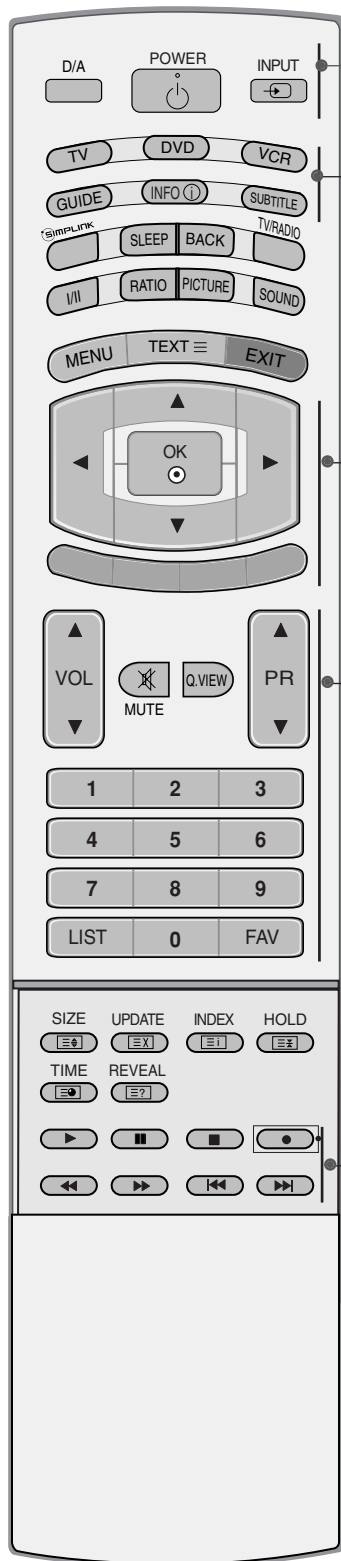 D/A POWER INPUT
TV DVD VCR
GUIDE INFO i SUBTITLE
SIMPLINK SLEEP BACK TV/RADIO
I/II RATIO PICTURE SOUND
MENU TEXT EXIT
OK
VOL MUTE Q.VIEW PR
1 2 3
4 5 6
7 8 9
LIST 0 FAV
SIZE UPDATE INDEX HOLD
TIME REVEAL